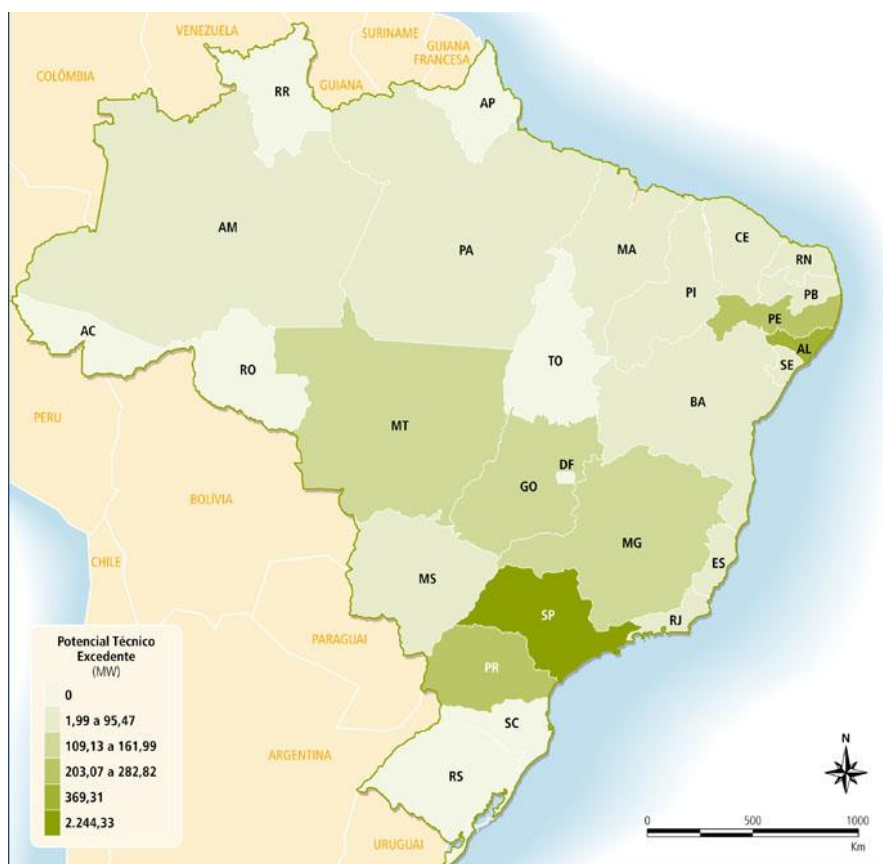 VENEZUELA
SURINAME
GUIANA
FRANCESA
COLÔMBIA
GUIANA
RR
AP
AM
PA
MA
CE
RN
PI
PB
PE
AL
SE
AC
RO
TO
BA
PERU
MT
DF
GO
BOLÍVIA
MG
CHILE
MS
ES
SP
RJ
PARAGUAI
PR
SC
ARGENTINA
RS
URUGUAI
Potencial Técnico
Excedente
(MW)
0
1,99 a 95,47
109,13 a 161,99
203,07 a 282,82
369,31
2.244,33
N
0 500 1000
Km